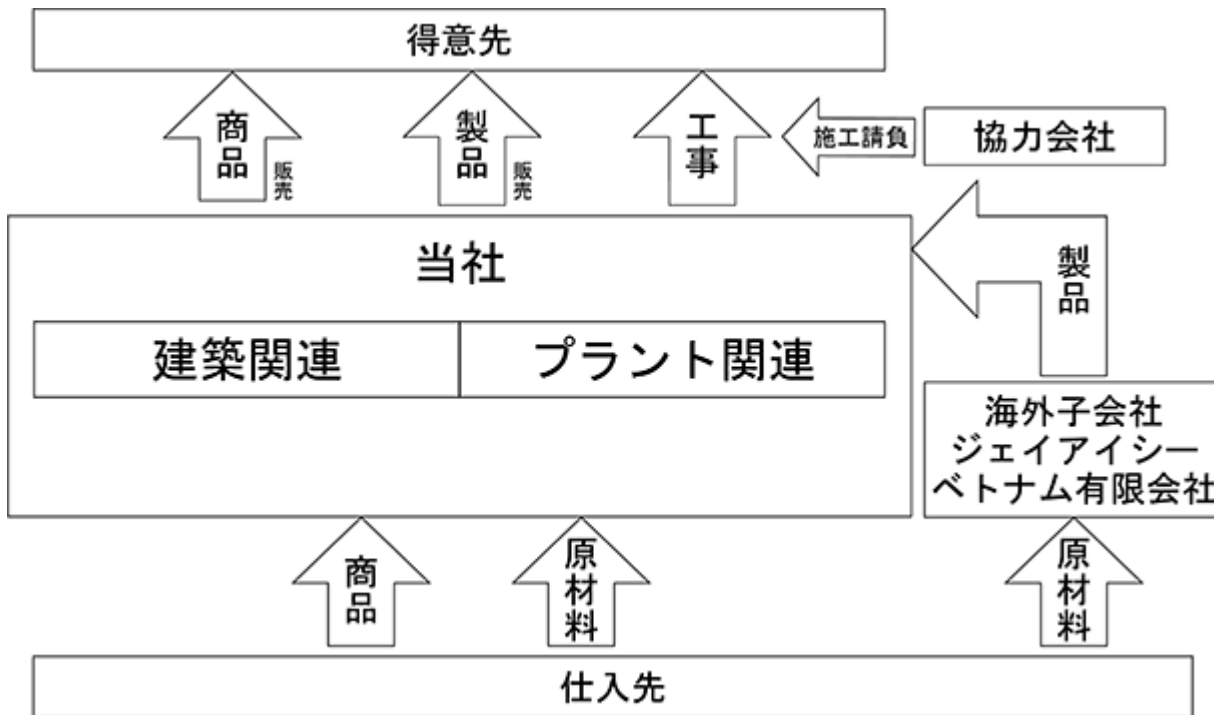 得意先
商品
販売
製品
販売
工事
施工請負
協力会社
当社
製品
建築関連
プラント関連
海外子会社
ジェイアイシー
ベトナム有限会社
商品
原材料
原材料
仕入先